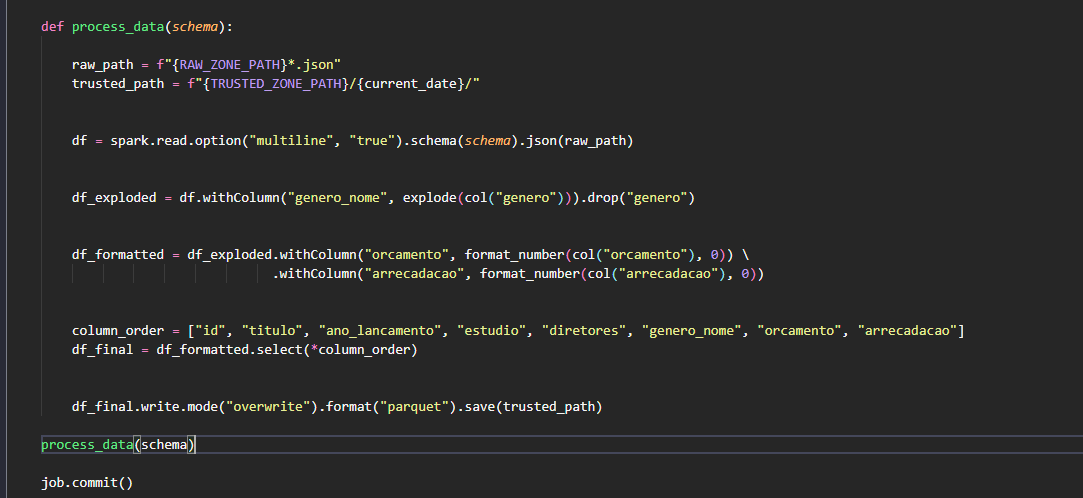 def process_data(schema):
raw_path = f"{RAW_ZONE_PATH}*.json"
trusted_path = f"{TRUSTED_ZONE_PATH}/{current_date}/"
df = spark.read.option("multiline", "true").schema(schema).json(raw_path)
df_exploded = df.withColumn("genero_nome", explode(col("genero"))).drop("genero")
df_formatted = df_exploded.withColumn("orcamento", format_number(col("orcamento"), 0)) \
.withColumn("arrecadacao", format_number(col("arrecadacao"), 0))
column_order = ["id", "titulo", "ano_lancamento", "estudio", "diretores", "genero_nome", "orcamento", "arrecadacao"]
df_final = df_formatted.select(*column_order)
df_final.write.mode("overwrite").format("parquet").save(trusted_path)
process_data(schema)
job.commit()